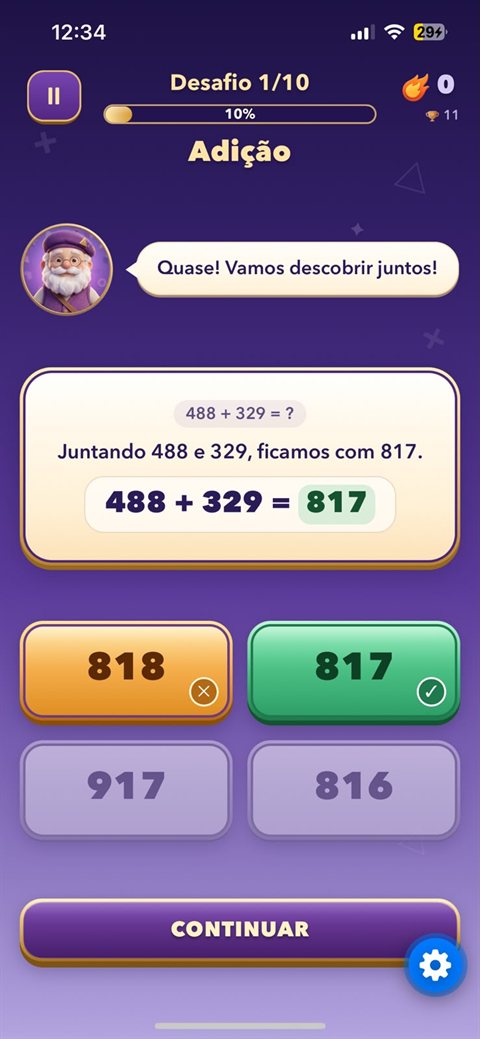 12:34
29
Desafio 1/10
0
10%
11
Adição
Quase! Vamos descobrir juntos!
488 + 329 = ?
Juntando 488 e 329, ficamos com 817.
488 + 329 = 817
818
817
917
816
CONTINUAR